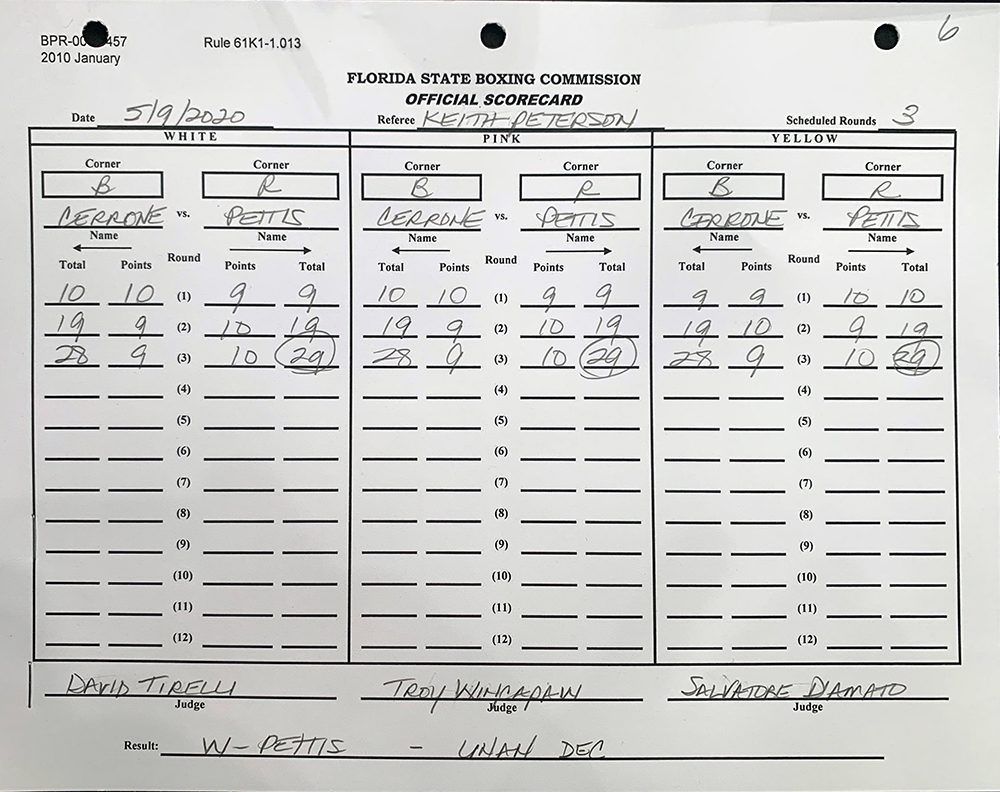 6
BPR-00 457 Rule 61K1-1.013
2010 January
FLORIDA STATE BOXING COMMISSION
OFFICIAL SCORECARD
Date 5/9/2020 Referee KEITH PETERSON Scheduled Rounds 3
WHITE PINK YELLOW
Corner Corner Corner Corner Corner Corner
B R B R B R
CERRONE vs. PETTIS CERRONE vs. PETTIS CERRONE vs. PETTIS
Name Name Name Name Name Name
Total Points Round Points Total Total Points Round Points Total Total Points Round Points Total
10 10 (1) 9 9 10 10 (1) 9 9 9 9 (1) 10 10
19 9 (2) 10 19 19 9 (2) 10 19 19 10 (2) 9 19
28 9 (3) 10 29 28 9 (3) 10 29 28 9 (3) 10 29
(4) (4) (4)
(5) (5) (5)
(6) (6) (6)
(7) (7) (7)
(8) (8) (8)
(9) (9) (9)
(10) (10) (10)
(11) (11) (11)
(12) (12) (12)
DAVID TIRELLI TROY WINCAPAW SALVATORE D'AMATO
Judge Judge Judge
Result: W- PETTIS - UNAN DEC